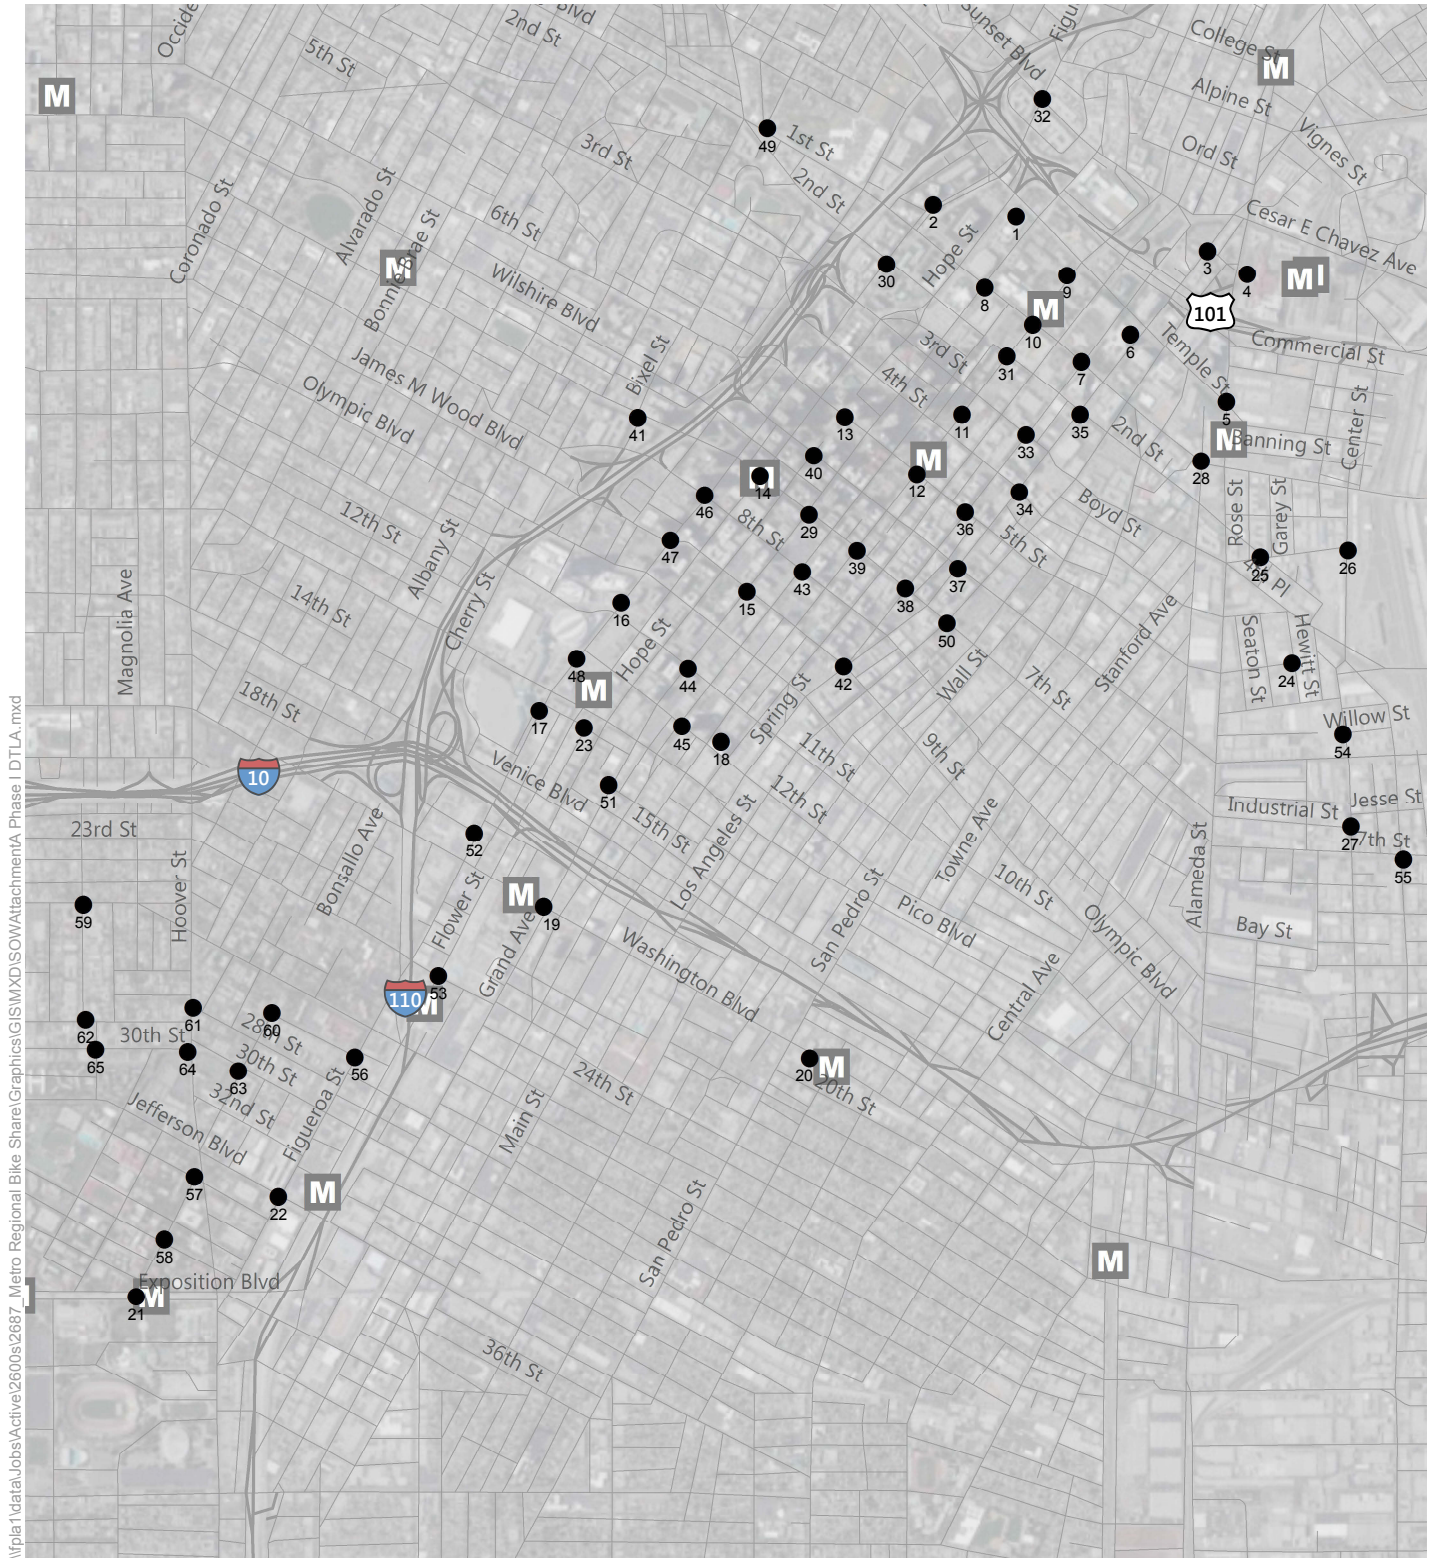 Occide
Blvd
2nd St
5th St
Sunset Blvd
Figu
College St
M
M
Alpine St
32
Vignes St
49
1st St
3rd St
Ord St
2nd St
Coronado St
Alvarado St
Bonnie Brae St
6th St
2
1
Cesar E Chavez Ave
Hope St
3
M
30
4
M
Wilshire Blvd
8
9
M
101
10
6
Temple St
Commercial St
3rd St
31
7
James M Wood Blvd
Bixel St
4th St
Olympic Blvd
5
Center St
41
13
11
35
2nd St
M
Banning St
33
40
M
28
M
14
12
46
34
Boyd St
Rose St
Garey St
12th St
8th St
29
36
5th St
Albany St
47
39
25
4th Pl
26
Magnolia Ave
14th St
Cherry St
43
37
15
38
16
Stanford Ave
50
Seaton St
Hewitt St
Hope St
48
44
42
Wall St
24
M
7th St
18th St
Spring St
17
23
45
18
Willow St
54
11th St
9th St
10
Venice Blvd
51
12th St
Jesse St
Industrial St
23rd St
15th St
Los Angeles St
52
27
7th St
Hoover St
Bonsallo Ave
Towne Ave
Alameda St
55
M
Flower St
10th St
59
19
Grand Ave
San Pedro St
Pico Blvd
Olympic Blvd
Bay St
Washington Blvd
53
110
M
Central Ave
61
60
62
30th St
28th St
65
64
30th St
56
63
20
M
24th St
20th St
32nd St
Jefferson Blvd
Figueroa St
Main St
57
22
M
San Pedro St
58
M
Exposition Blvd
21
M
36th St
\\fpla1\data\Jobs\Active\2600s\2687_Metro Regional Bike Share\Graphics\GIS\MXD\SOWAttachmentA Phase I DTLA.mxd